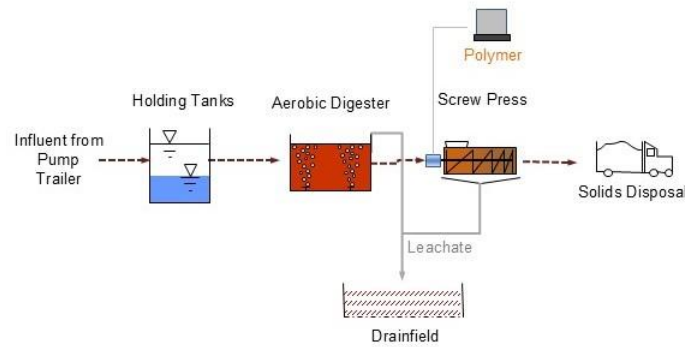 Polymer
Holding Tanks
Aerobic Digester
Screw Press
Influent from
Pump
Trailer
Solids Disposal
Leachate
Drainfield